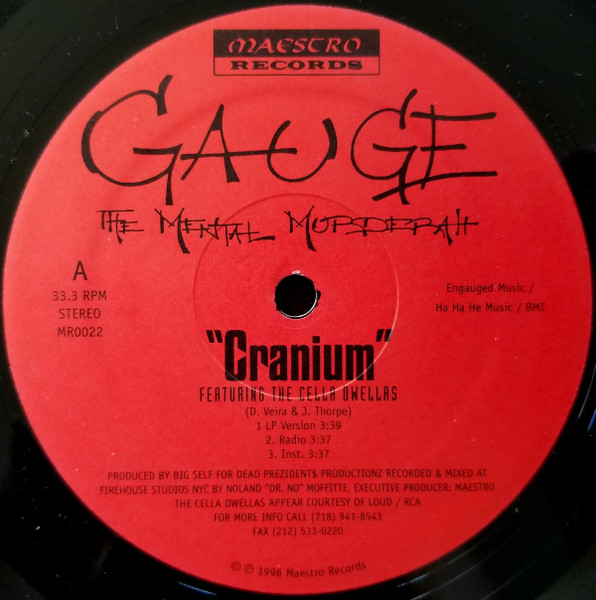 MAESTRO
RECORDS
GAUGE
THE MENTAL MURDERAH
A
33.3 RPM
STEREO
MR0022
Engauged Music /
Ha Ha He Music / BMI
"Cranium"
FEATURING THE CELLA DWELLAS
(D. Veira & J. Thorpe)
1 LP Version 3:39
2. Radio 3:37
3. Inst. 3:37
PRODUCED BY BIG SELF FOR DEAD PREZIDENT$ PRODUCTIONZ RECORDED & MIXED AT
FIREHOUSE STUDIOS NYC BY NOLAND "DR. NO" MOFFITTE. EXECUTIVE PRODUCER: MAESTRO
THE CELLA DWELLAS APPEAR COURTESY OF LOUD / RCA
FOR MORE INFO CALL (718) 941-8543
FAX (212) 533-0220
© ℗ 1996 Maestro Records